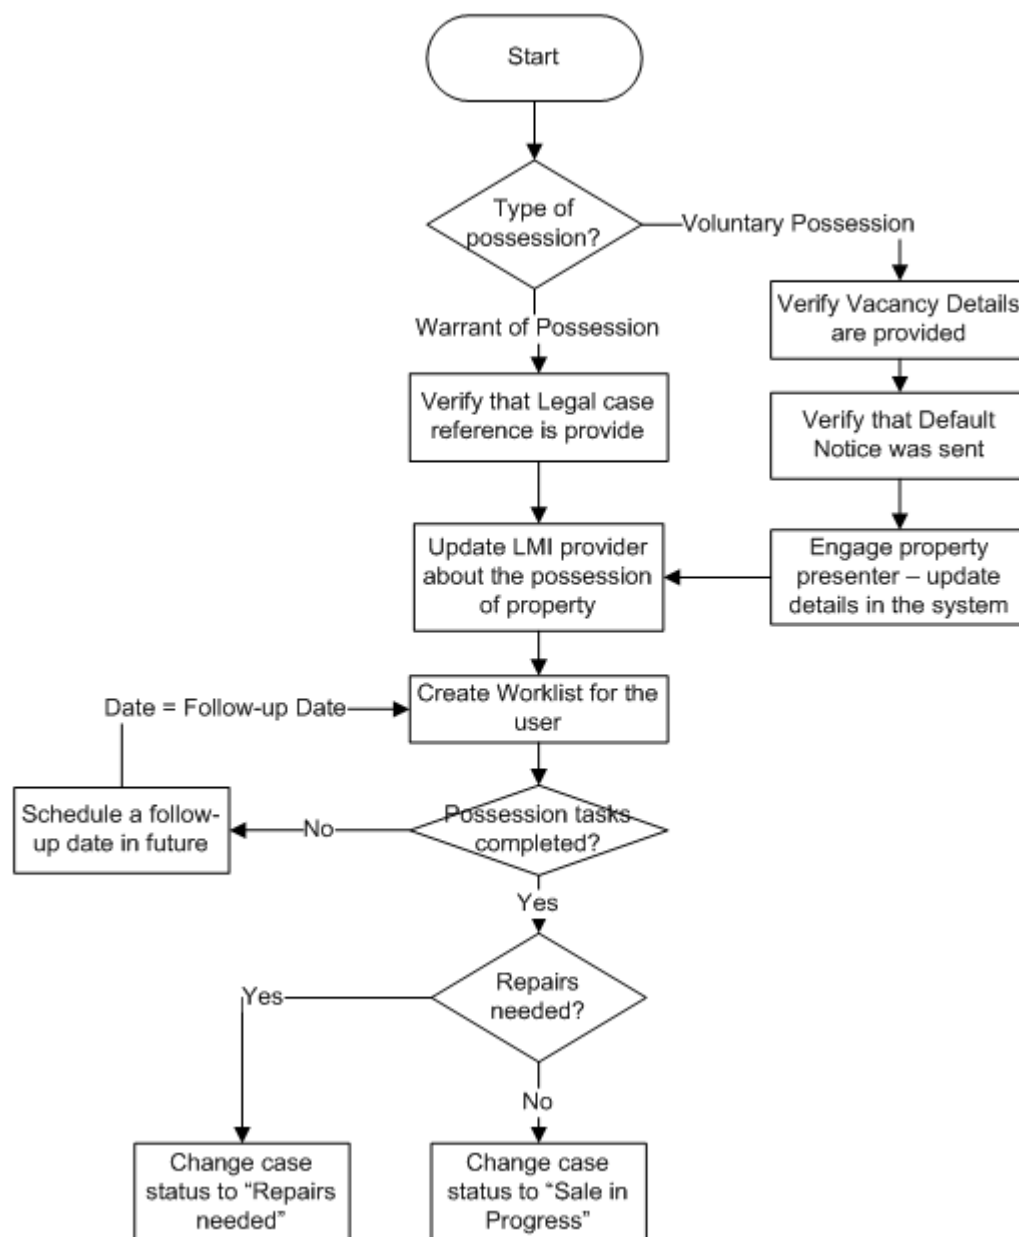 Start
Type of
possession?
Voluntary Possession
Verify Vacancy Details
are provided
Warrant of Possession
Verify that Legal case
reference is provide
Verify that Default
Notice was sent
Update LMI provider
about the possession
of property
Engage property
presenter – update
details in the system
Create Worklist for the
user
Date = Follow-up Date
Schedule a follow-
up date in future
No
Possession tasks
completed?
Yes
Repairs
needed?
Yes
No
Change case
status to “Repairs
needed”
Change case
status to “Sale in
Progress”